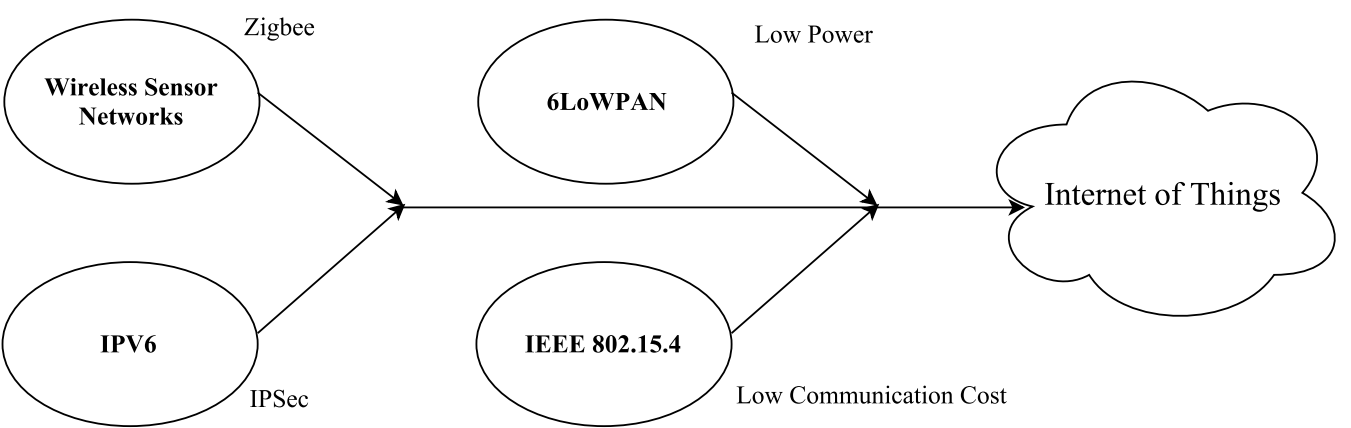 Zigbee
Wireless Sensor
Networks
Low Power
6LoWPAN
Internet of Things
IPV6
IPSec
IEEE 802.15.4
Low Communication Cost